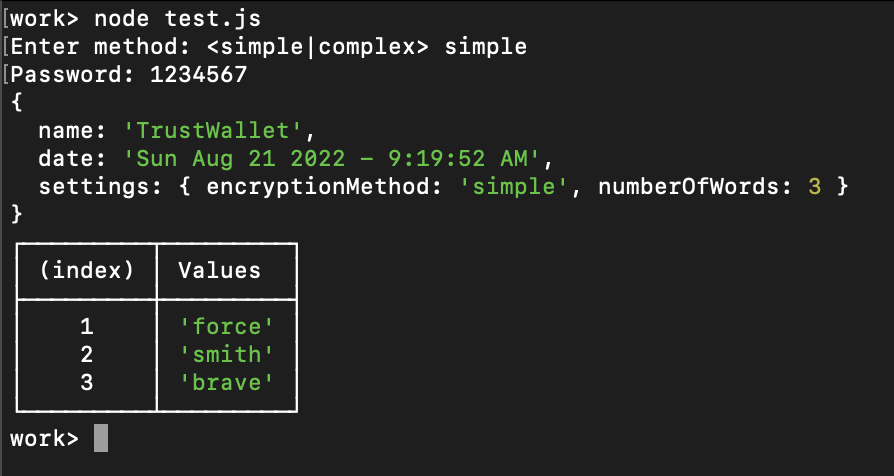 work> node test.js
Enter method: <simple|complex> simple
Password: 1234567
{
  name: 'TrustWallet',
  date: 'Sun Aug 21 2022 – 9:19:52 AM',
  settings: { encryptionMethod: 'simple', numberOfWords: 3 }
}
(index) Values
1 'force'
2 'smith'
3 'brave'
work>